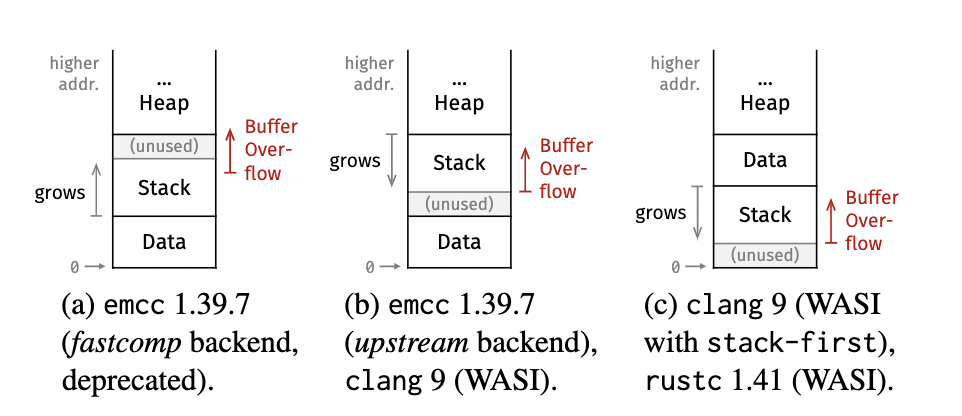 higher
addr.
...
Heap
(unused)
Buffer
Over-
flow
grows
Stack
Data
0
(a) emcc 1.39.7
(fastcomp backend,
deprecated).
higher
addr.
...
Heap
grows
Stack
Buffer
Over-
flow
(unused)
Data
0
(b) emcc 1.39.7
(upstream backend),
clang 9 (WASI).
higher
addr.
...
Heap
Data
grows
Stack
Buffer
Over-
flow
(unused)
0
(c) clang 9 (WASI
with stack-first),
rustc 1.41 (WASI).